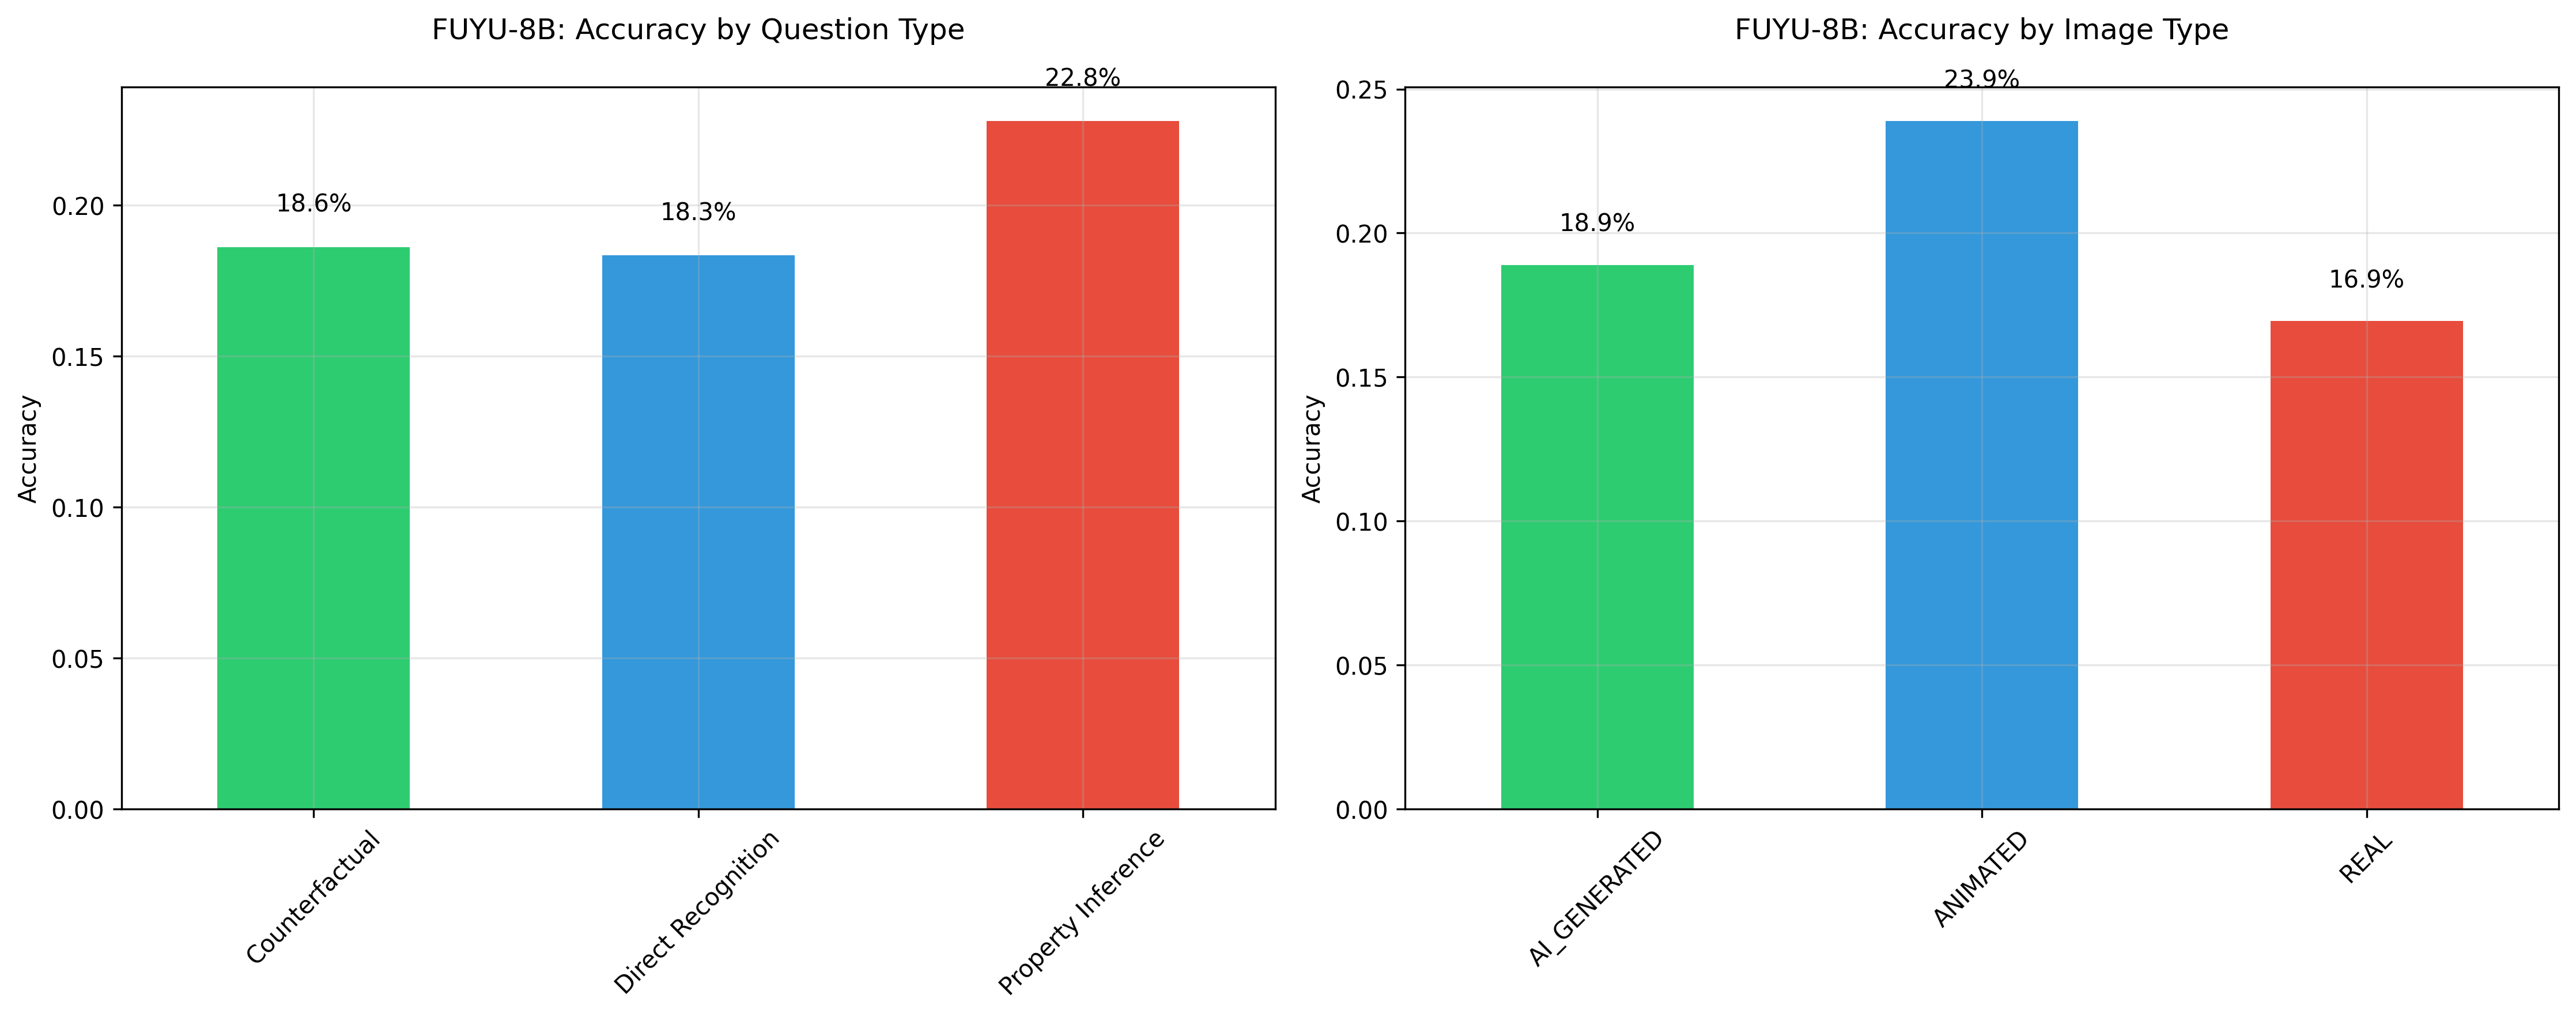 FUYU-8B: Accuracy by Question Type
22.8%
18.6%
18.3%
0.20
0.15
0.10
0.05
0.00
Accuracy
Counterfactual
Direct Recognition
Property Inference
FUYU-8B: Accuracy by Image Type
23.9%
18.9%
16.9%
0.25
0.20
0.15
0.10
0.05
0.00
Accuracy
AI_GENERATED
ANIMATED
REAL